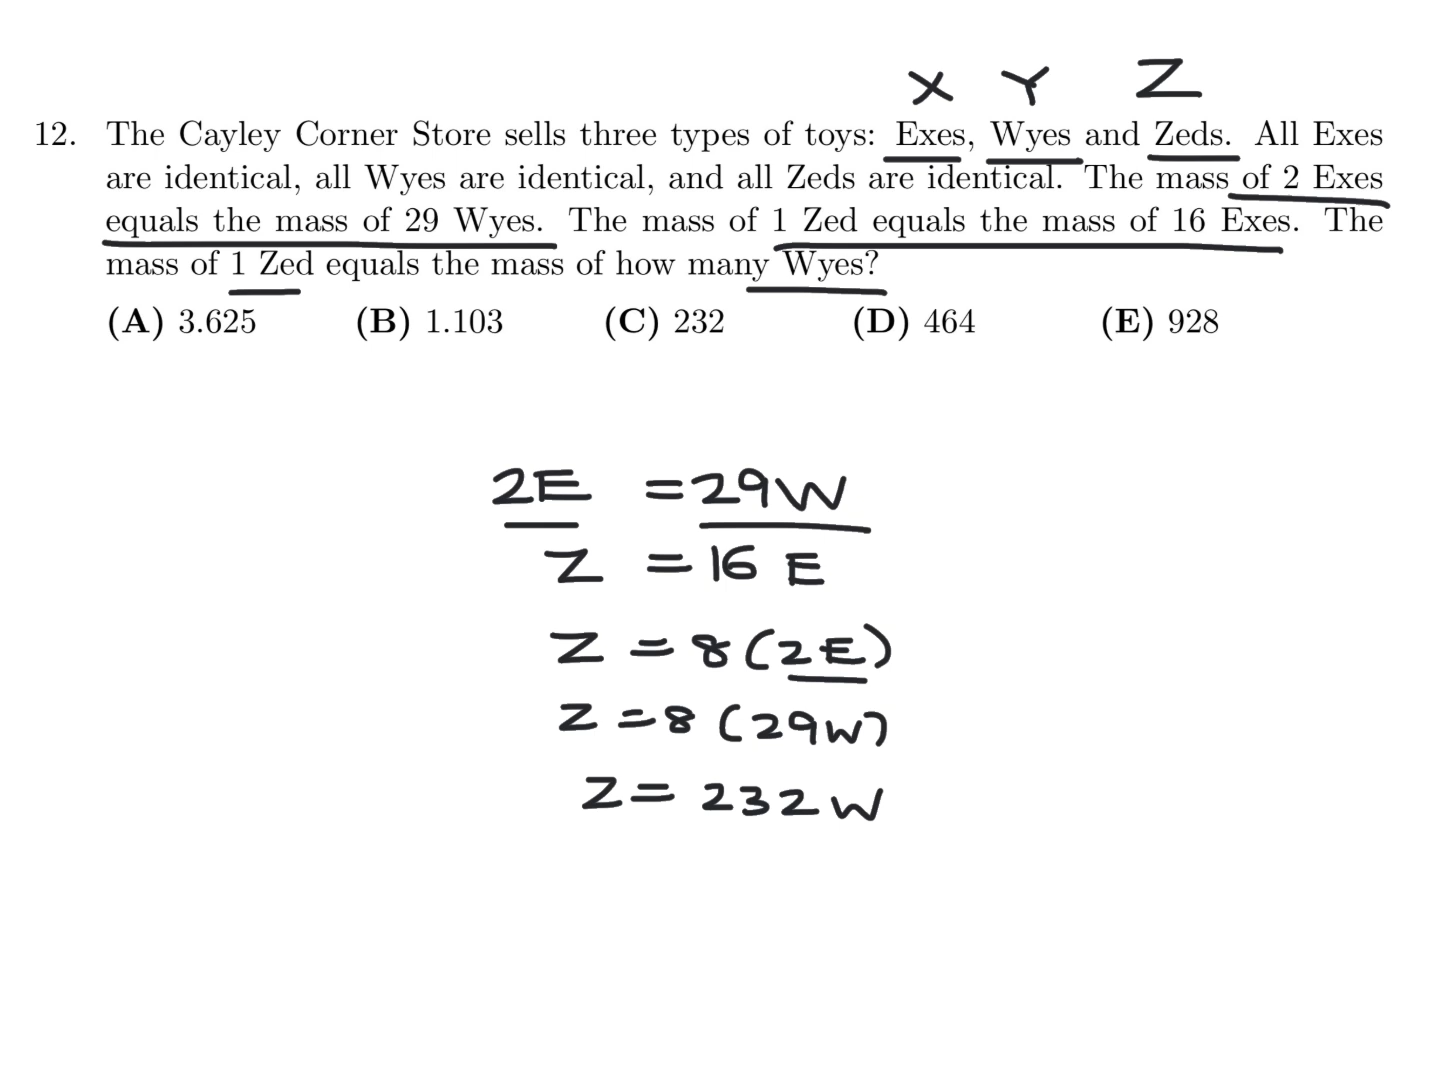 X Y Z
12. The Cayley Corner Store sells three types of toys: Exes, Wyes and Zeds. All Exes
are identical, all Wyes are identical, and all Zeds are identical. The mass of 2 Exes
equals the mass of 29 Wyes. The mass of 1 Zed equals the mass of 16 Exes. The
mass of 1 Zed equals the mass of how many Wyes?
(A) 3.625 (B) 1.103 (C) 232 (D) 464 (E) 928
2E = 29W
Z = 16 E
Z = 8(2E)
Z = 8 (29W)
Z = 232W